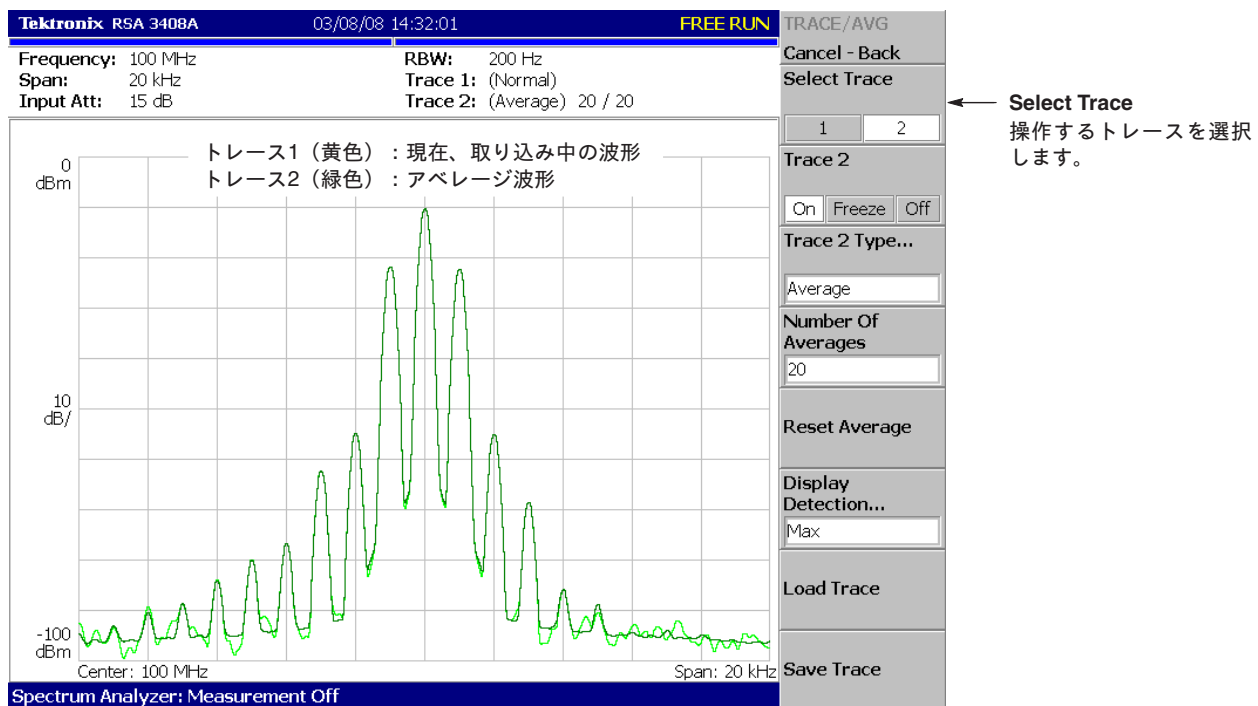 Tektronix RSA 3408A 03/08/08 14:32:01 FREE RUN
Frequency: 100 MHz
Span: 20 kHz
Input Att: 15 dB
RBW: 200 Hz
Trace 1: (Normal)
Trace 2: (Average) 20 / 20
トレース1（黄色）：現在、取り込み中の波形
トレース2（緑色）：アベレージ波形
0
dBm
10
dB/
-100
dBm
Center: 100 MHz Span: 20 kHz
Spectrum Analyzer: Measurement Off
TRACE/AVG
Cancel - Back
Select Trace
1 2
Trace 2
On Freeze Off
Trace 2 Type...
Average
Number Of
Averages
20
Reset Average
Display
Detection...
Max
Load Trace
Save Trace
Select Trace
操作するトレースを選択
します。